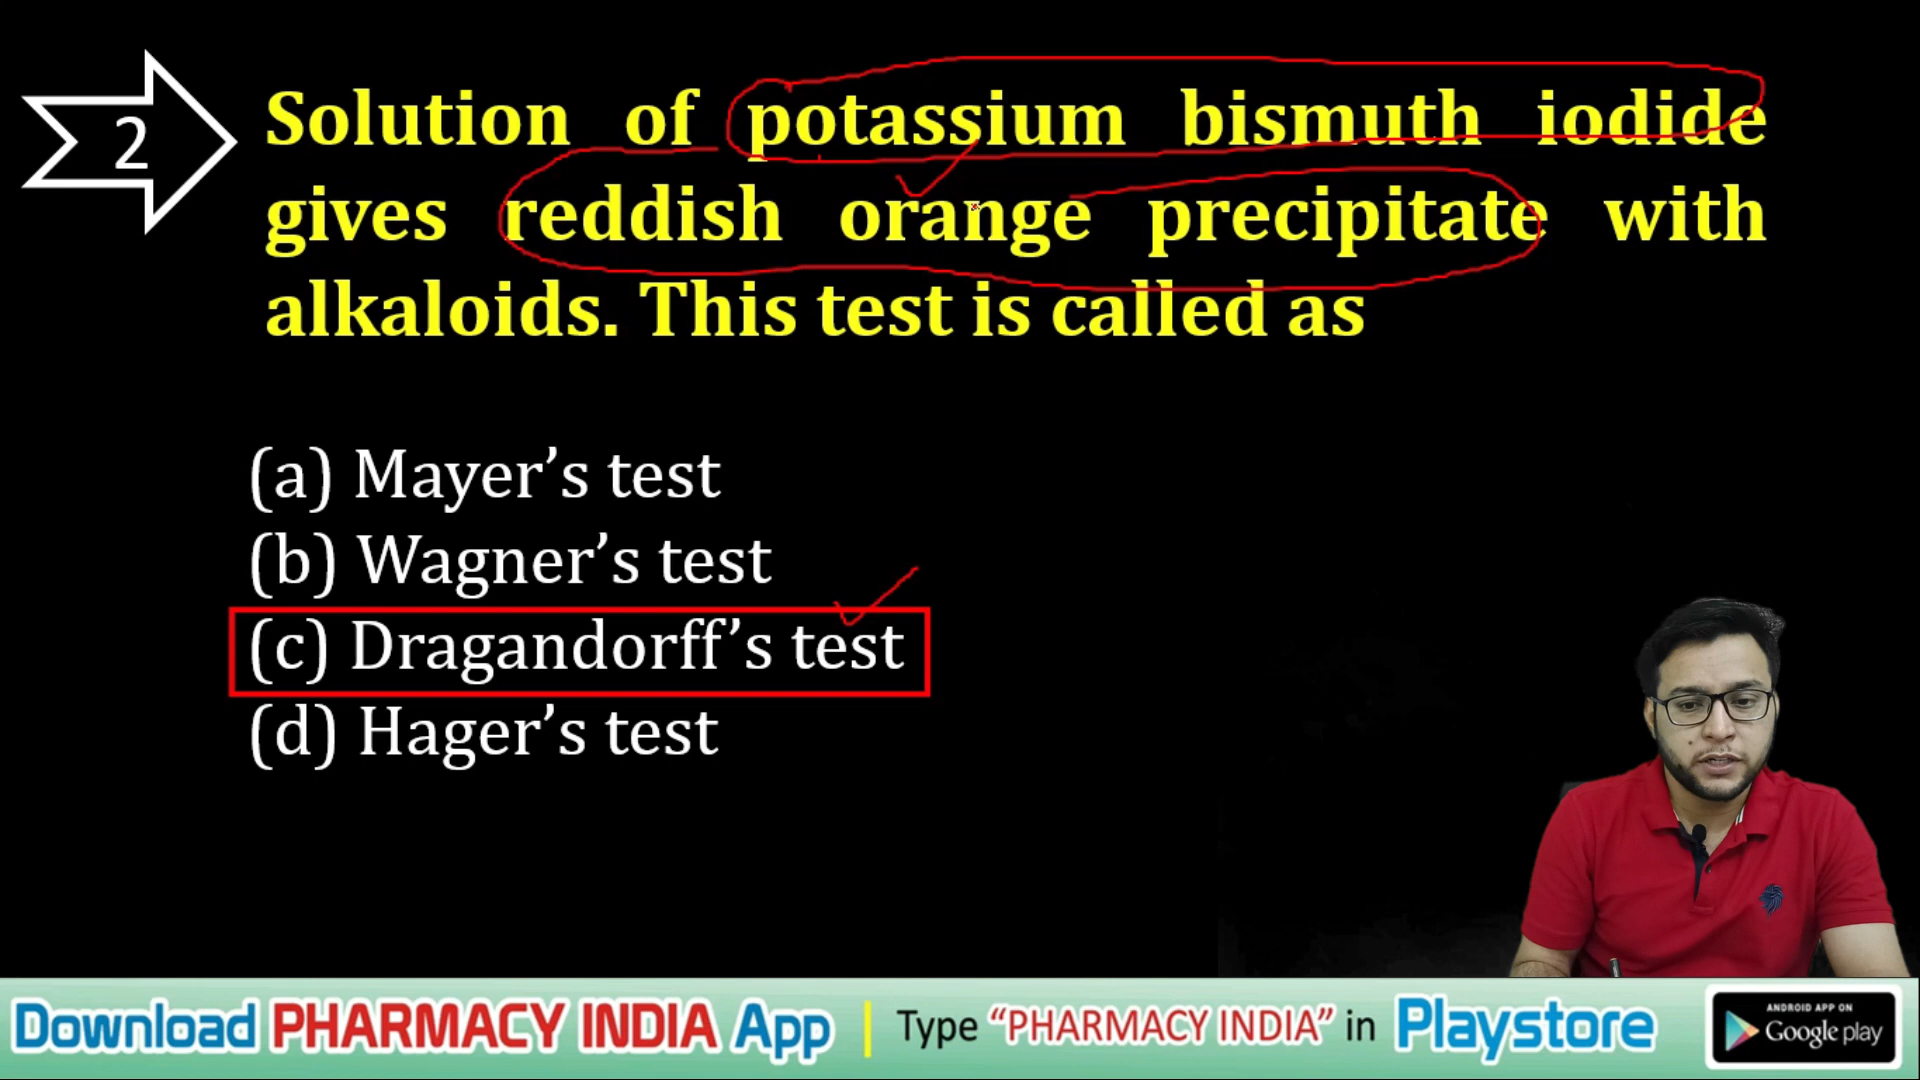 2
Solution of potassium bismuth iodide
gives reddish orange precipitate with
alkaloids. This test is called as
(a) Mayer’s test
(b) Wagner’s test
(c) Dragandorff’s test
(d) Hager’s test
Download PHARMACY INDIA App | Type “PHARMACY INDIA” in Playstore
ANDROID APP ON
Google play